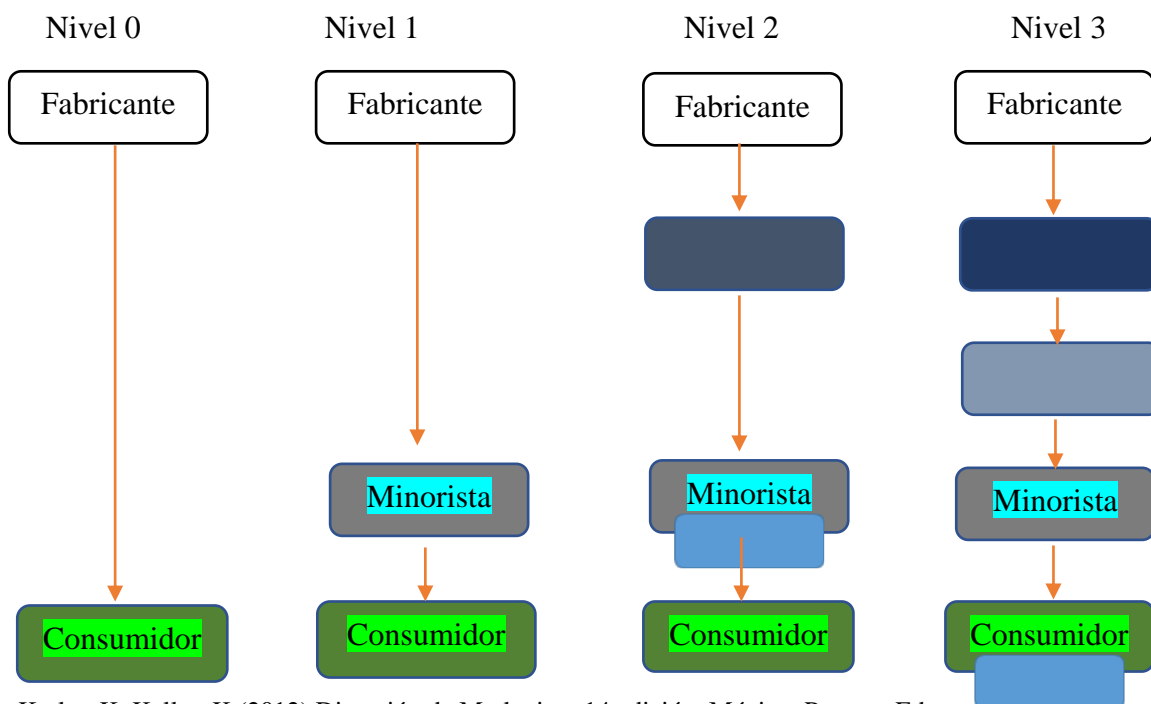 Nivel 0 Nivel 1 Nivel 2 Nivel 3
Fabricante Fabricante Fabricante Fabricante
Minorista Minorista Minorista
Consumidor Consumidor Consumidor Consumidor